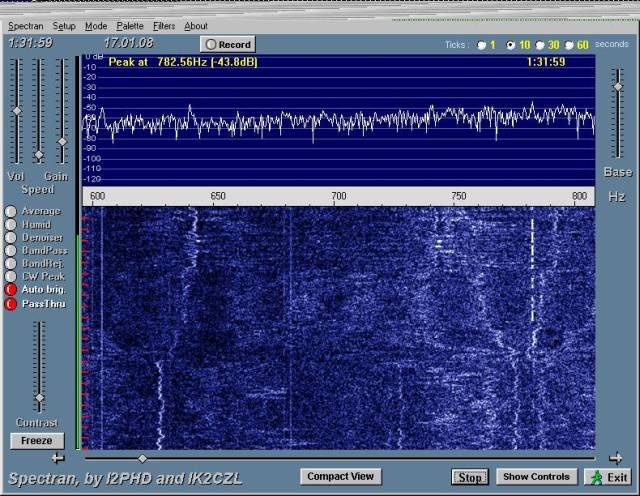 Spectran Setup Mode Palette Filters About
1:31:59 17.01.08 Record Ticks : 1 10 30 60 seconds
0 dB
Peak at 782.56Hz (-43.8dB) 1:31:59
-10
-20
-30
-40
-50
-60
-70
-80
-90
-100
-110
-120
Vol Gain
Speed
Base
600 650 700 750 800 Hz
Average
Humid
Denoiser
BandPass
BandRej.
CW Peak
Auto brig.
PassThru
Contrast
Freeze
Spectran, by I2PHD and IK2CZL Compact View Stop Show Controls Exit